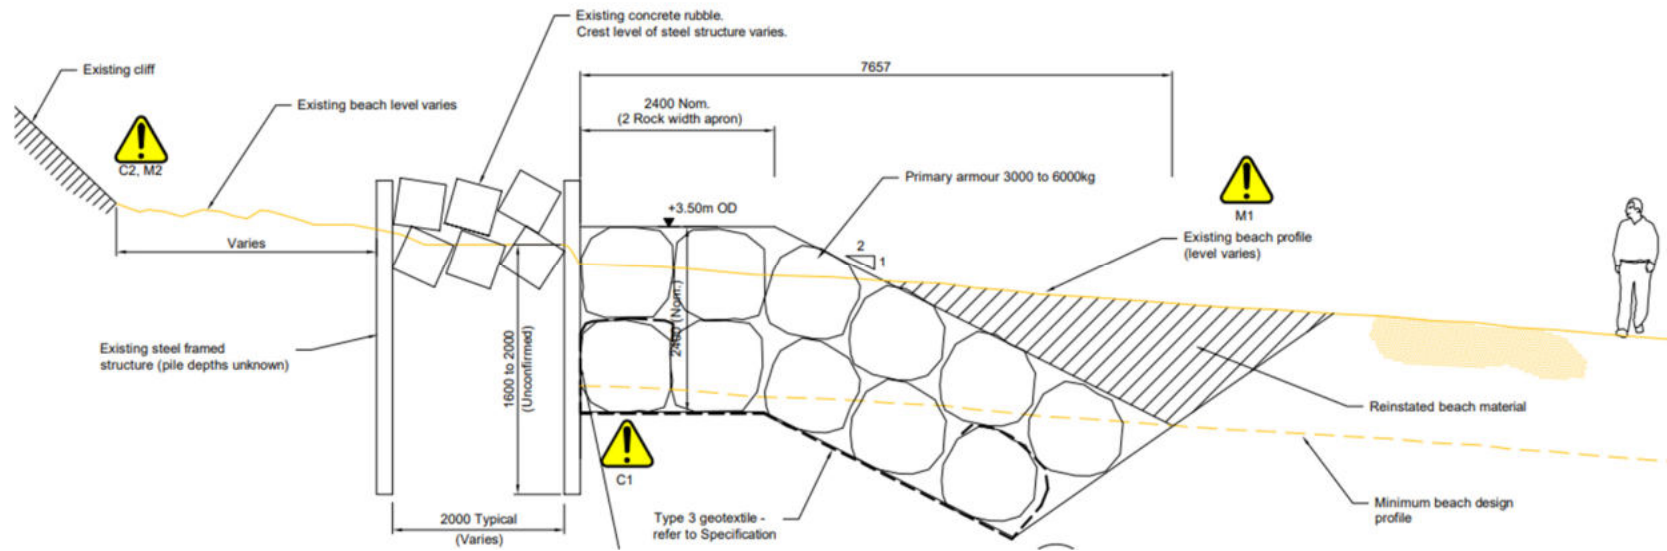 Existing concrete rubble.
Crest level of steel structure varies.
Existing cliff
7657
Existing beach level varies
2400 Nom.
(2 Rock width apron)
C2, M2
Primary armour 3000 to 6000kg
+3.50m OD
M1
Varies
2
1
Existing beach profile
(level varies)
2400 (Nom.)
1600 to 2000
(Unconfirmed)
Existing steel framed
structure (pile depths unknown)
Reinstated beach material
C1
Minimum beach design
profile
2000 Typical
(Varies)
Type 3 geotextile -
refer to Specification